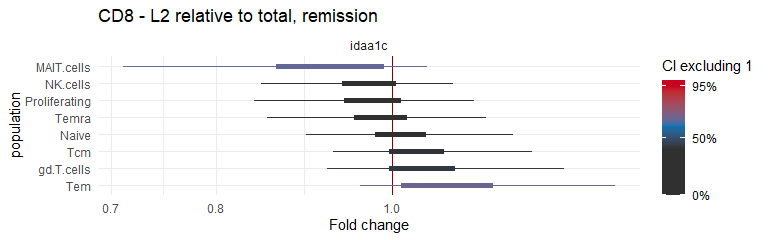 CD8 - L2 relative to total, remission
idaa1c
population
MAIT.cells
NK.cells
Proliferating
Temra
Naive
Tcm
gd.T.cells
Tem
0.7 0.8 1.0
Fold change
CI excluding 1
95%
50%
0%